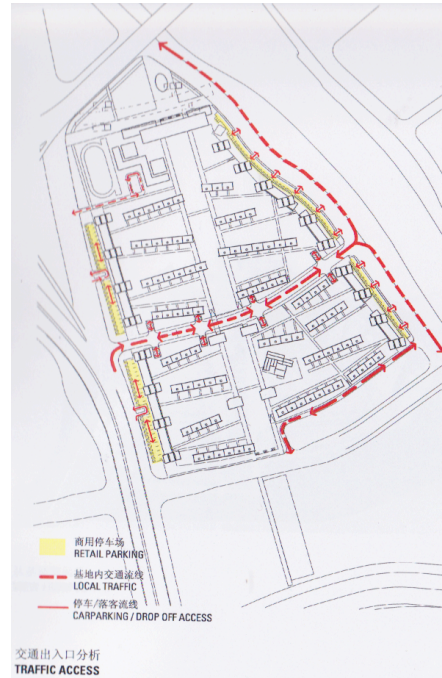 商用停车场
RETAIL PARKING
基地内交通流线
LOCAL TRAFFIC
停车/落客流线
CARPARKING / DROP OFF ACCESS
交通出入口分析
TRAFFIC ACCESS